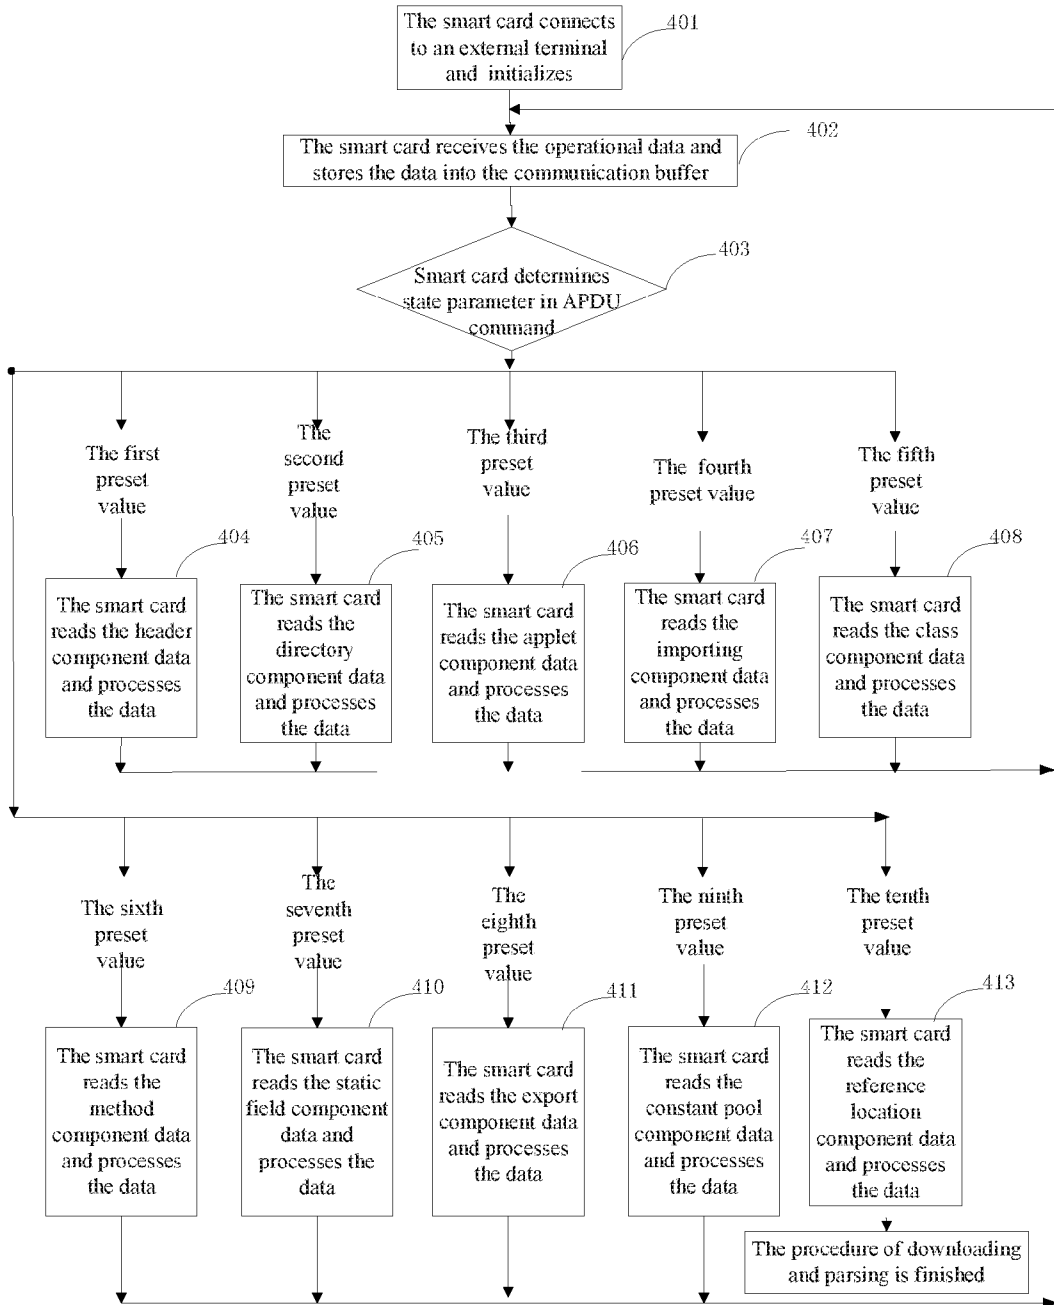 The smart card connects
to an external terminal
and initializes
401
402
The smart card receives the operational data and
stores the data into the communication buffer
403
Smart card determines
state parameter in APDU
command
The first
preset
value
The
second
preset
value
The third
preset
value
The fourth
preset value
The fifth
preset
value
404
405
406
407
408
The smart card
reads the header
component data
and processes
the data
The smart card
reads the
directory
component data
and processes
the data
The smart card
reads the applet
component data
and processes
the data
The smart card
reads the
importing
component data
and processes
the data
The smart card
reads the class
component data
and processes
the data
The sixth
preset
value
The
seventh
preset
value
The
eighth
preset
value
The ninth
preset
value
The tenth
preset
value
409
410
411
412
413
The smart card
reads the
method
component data
and processes
the data
The smart card
reads the static
field component
data and
processes the
data
The smart card
reads the export
component data
and processes
the data
The smart card
reads the
constant pool
component data
and processes
the data
The smart card
reads the
reference
location
component data
and processes
the data
The procedure of downloading
and parsing is finished